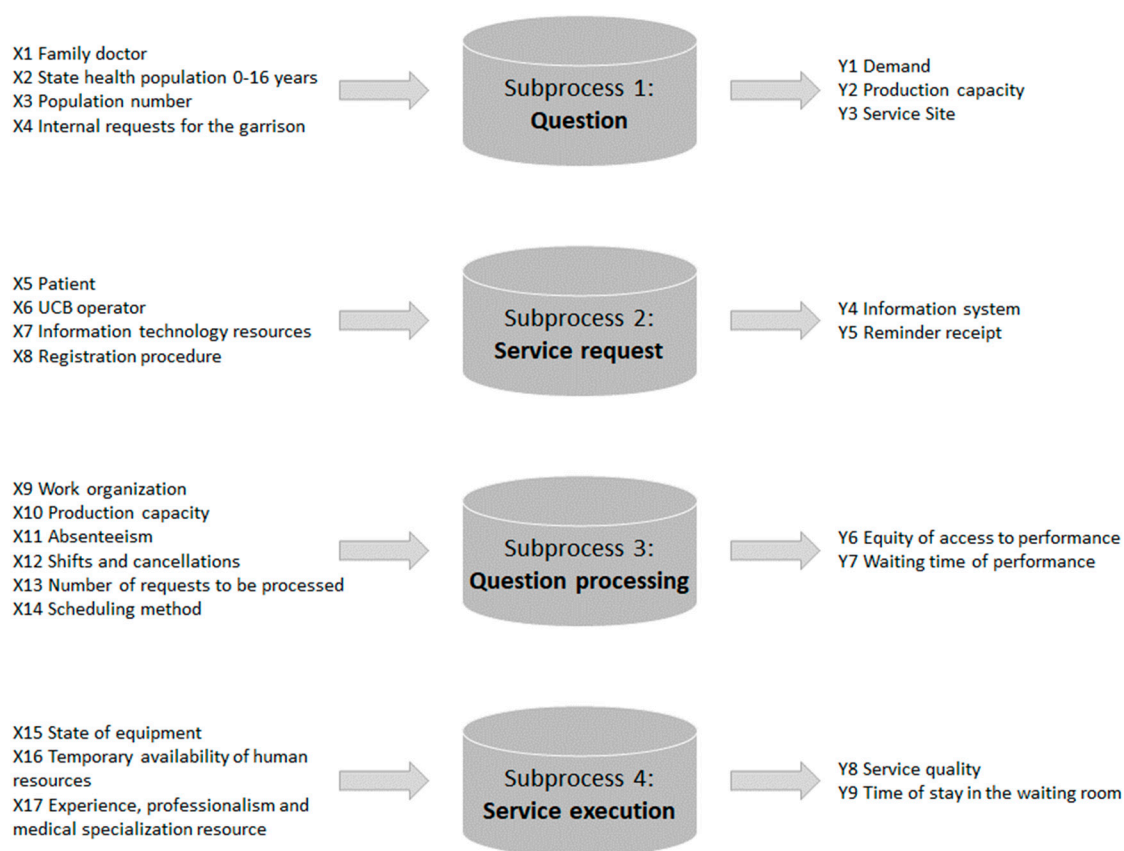 X1 Family doctor
X2 State health population 0-16 years
X3 Population number
X4 Internal requests for the garrison
Subprocess 1:
Question
Y1 Demand
Y2 Production capacity
Y3 Service Site
X5 Patient
X6 UCB operator
X7 Information technology resources
X8 Registration procedure
Subprocess 2:
Service request
Y4 Information system
Y5 Reminder receipt
X9 Work organization
X10 Production capacity
X11 Absenteeism
X12 Shifts and cancellations
X13 Number of requests to be processed
X14 Scheduling method
Subprocess 3:
Question processing
Y6 Equity of access to performance
Y7 Waiting time of performance
X15 State of equipment
X16 Temporary availability of human
resources
X17 Experience, professionalism and
medical specialization resource
Subprocess 4:
Service execution
Y8 Service quality
Y9 Time of stay in the waiting room